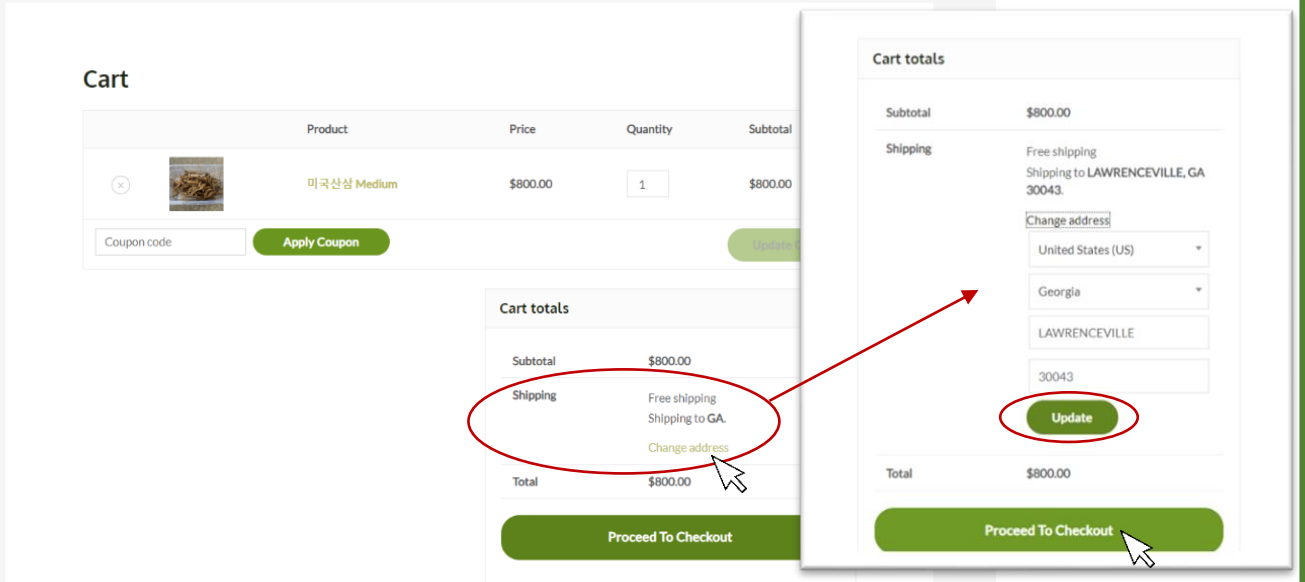 Cart
Product Price Quantity Subtotal
미국산삼 Medium $800.00 1 $800.00
Coupon code Apply Coupon Update
Cart totals
Subtotal $800.00
Shipping Free shipping
Shipping to GA.
Change address
Total $800.00
Proceed To Checkout
Cart totals
Subtotal $800.00
Shipping Free shipping
Shipping to LAWRENCEVILLE, GA
30043.
Change address
United States (US)
Georgia
LAWRENCEVILLE
30043
Update
Total $800.00
Proceed To Checkout